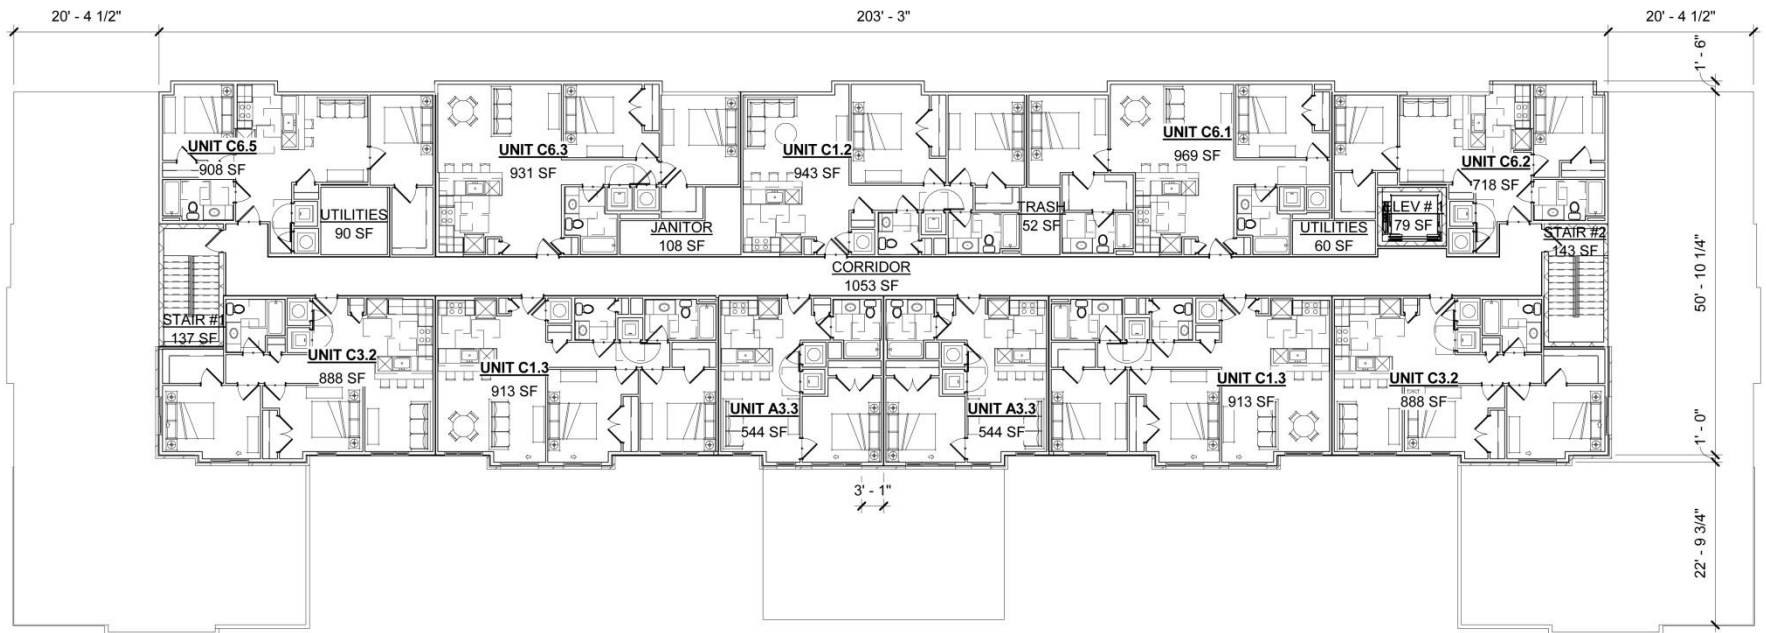 20' - 4 1/2"
203' - 3"
20' - 4 1/2"
1' - 6"
UNIT C6.5
908 SF
UNIT C6.3
931 SF
UNIT C1.2
943 SF
UNIT C6.1
969 SF
UNIT C6.2
718 SF
UTILITIES
90 SF
JANITOR
108 SF
TRASH
52 SF
UTILITIES
60 SF
ELEV # 1
79 SF
STAIR #2
143 SF
CORRIDOR
1053 SF
50' - 10 1/4"
STAIR #1
137 SF
UNIT C3.2
888 SF
UNIT C1.3
913 SF
UNIT A3.3
544 SF
UNIT A3.3
544 SF
UNIT C1.3
913 SF
UNIT C3.2
888 SF
1' - 0"
3' - 1"
22' - 9 3/4"